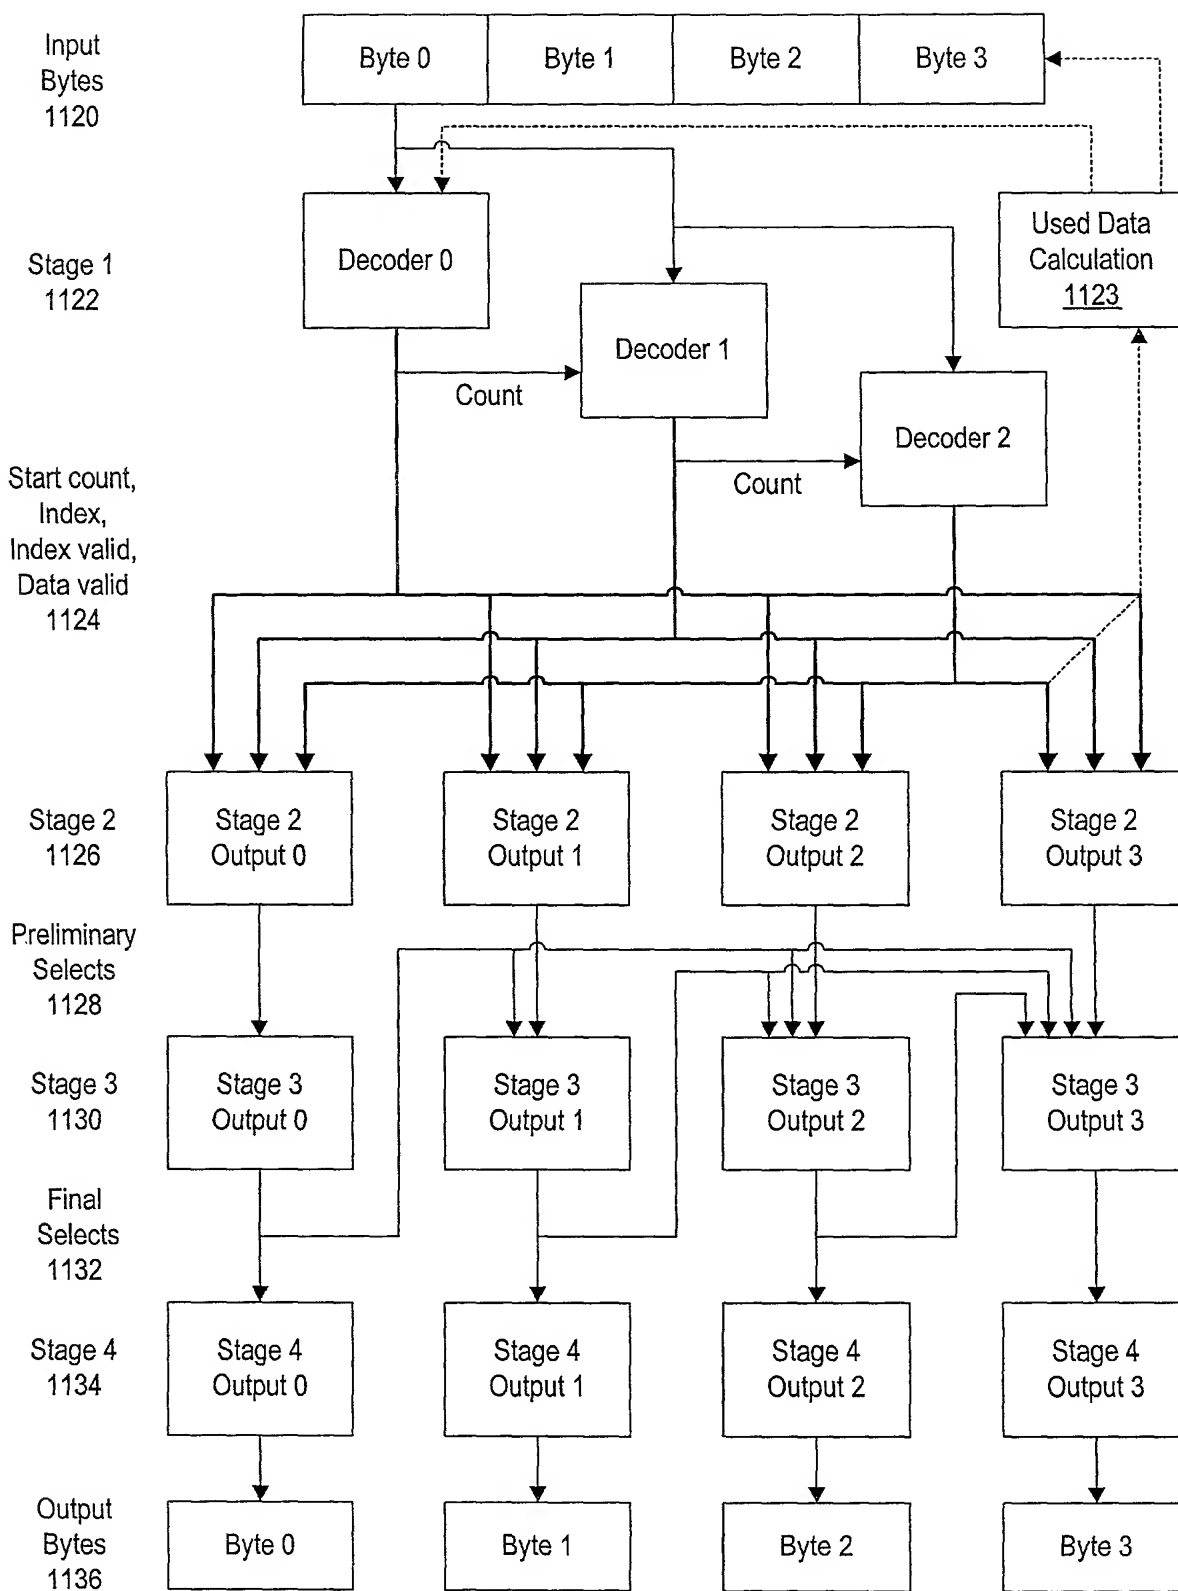 Input
Bytes
1120
Byte 0
Byte 1
Byte 2
Byte 3
Stage 1
1122
Decoder 0
Used Data
Calculation
1123
Decoder 1
Count
Decoder 2
Count
Start count,
Index,
Index valid,
Data valid
1124
Stage 2
1126
Stage 2
Output 0
Stage 2
Output 1
Stage 2
Output 2
Stage 2
Output 3
Preliminary
Selects
1128
Stage 3
1130
Stage 3
Output 0
Stage 3
Output 1
Stage 3
Output 2
Stage 3
Output 3
Final
Selects
1132
Stage 4
1134
Stage 4
Output 0
Stage 4
Output 1
Stage 4
Output 2
Stage 4
Output 3
Output
Bytes
1136
Byte 0
Byte 1
Byte 2
Byte 3